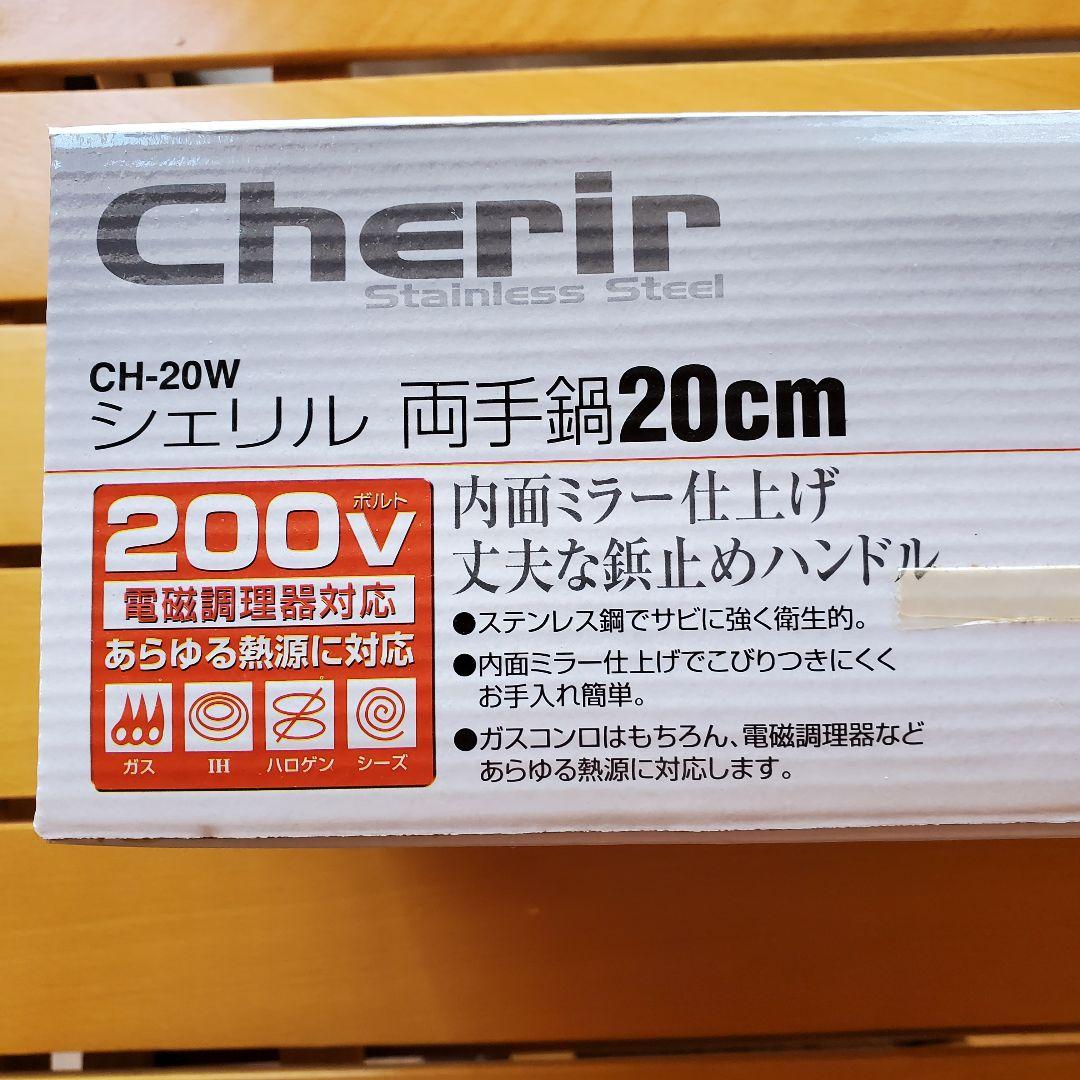 Cherir
Stainless Steel
CH-20W
シェリル 両手鍋20cm
200V ボルト
電磁調理器対応
あらゆる熱源に対応
ガス IH ハロゲン シーズ
内面ミラー仕上げ
丈夫な鋲止めハンドル
●ステンレス鋼でサビに強く衛生的。
●内面ミラー仕上げでこびりつきにくく
お手入れ簡単。
●ガスコンロはもちろん、電磁調理器など
あらゆる熱源に対応します。